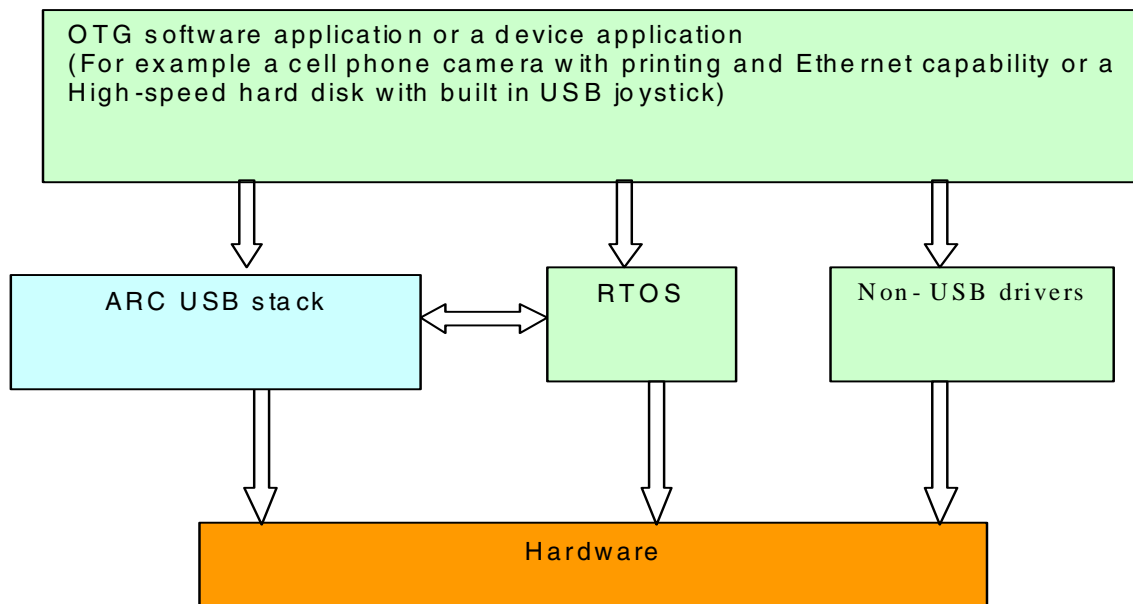 OTG software application or a device application
(For example a cell phone camera with printing and Ethernet capability or a
High-speed hard disk with built in USB joystick)
ARC USB stack
RTOS
Non-USB drivers
Hardware